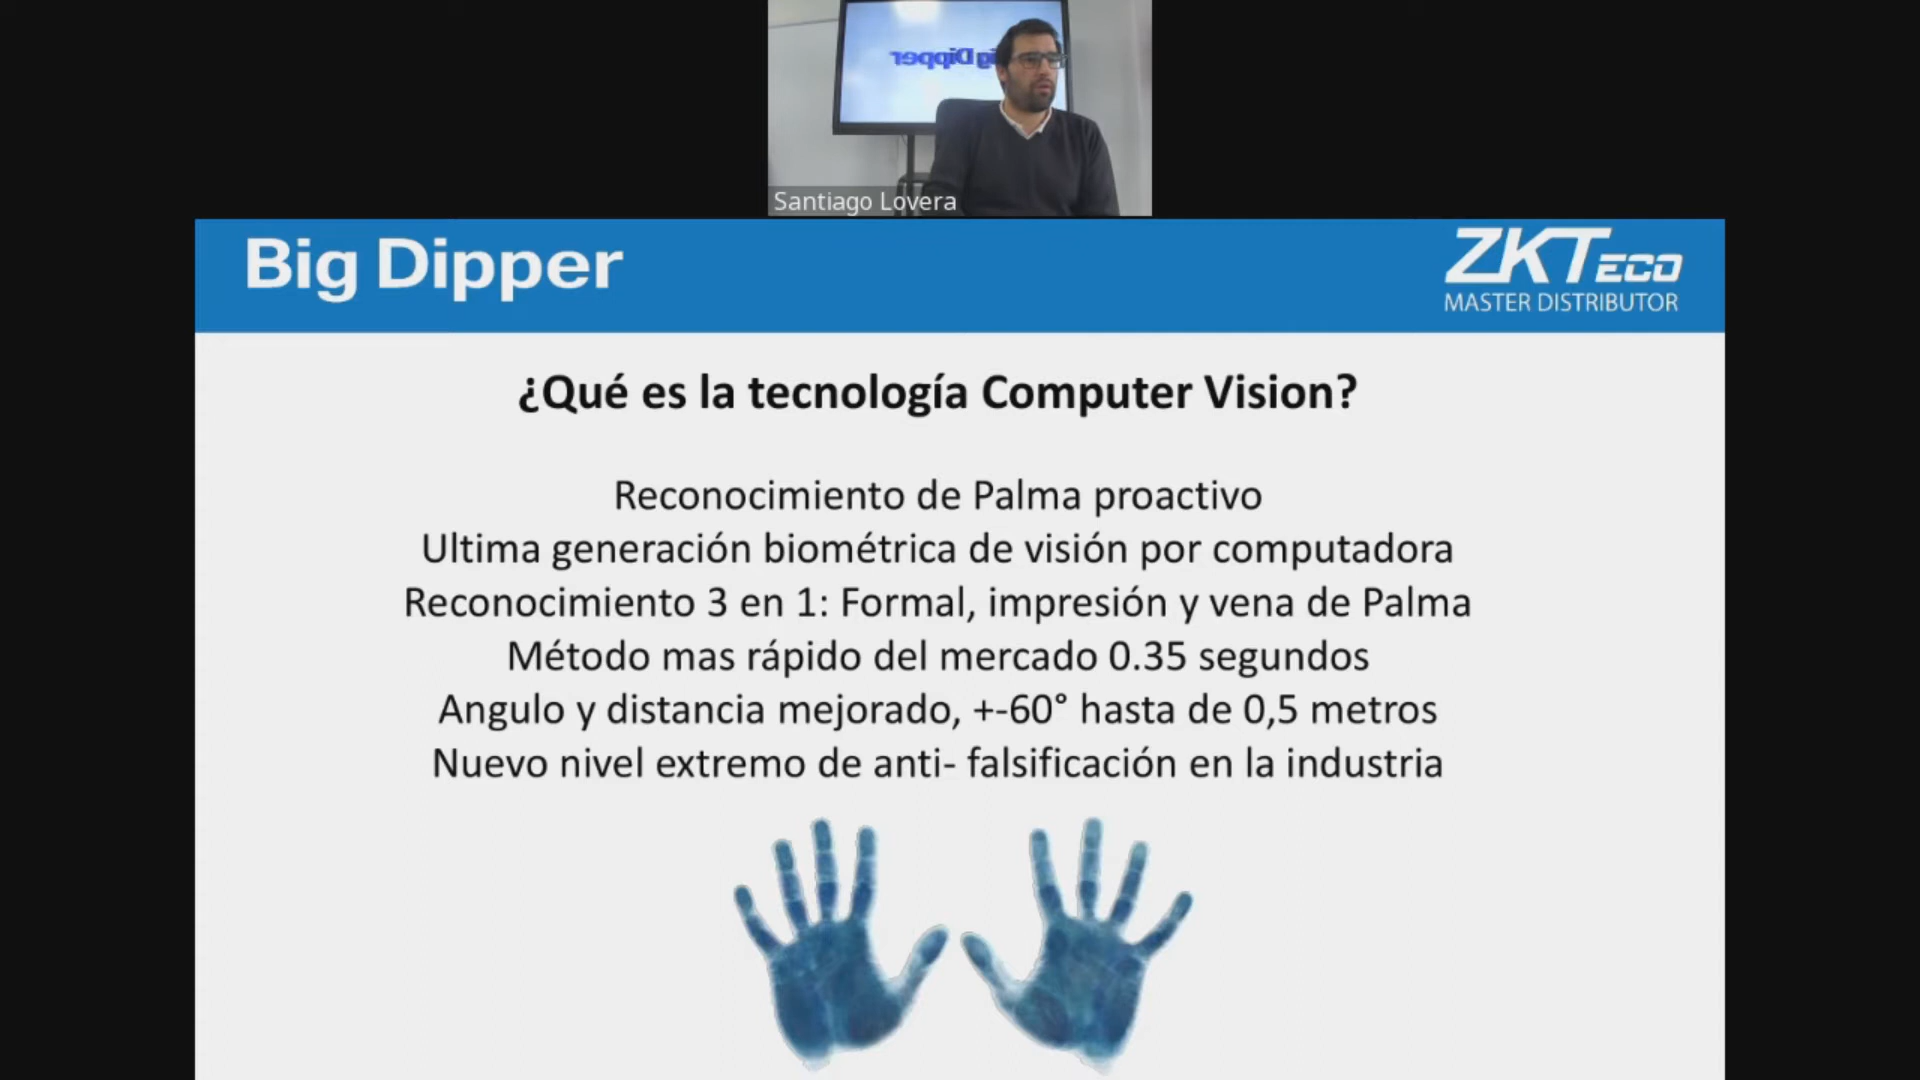 Big Dipper
Santiago Lovera
Big Dipper
ZKTECO
MASTER DISTRIBUTOR
¿Qué es la tecnología Computer Vision?
Reconocimiento de Palma proactivo
Ultima generación biométrica de visión por computadora
Reconocimiento 3 en 1: Formal, impresión y vena de Palma
Método mas rápido del mercado 0.35 segundos
Angulo y distancia mejorado, +-60° hasta de 0,5 metros
Nuevo nivel extremo de anti- falsificación en la industria